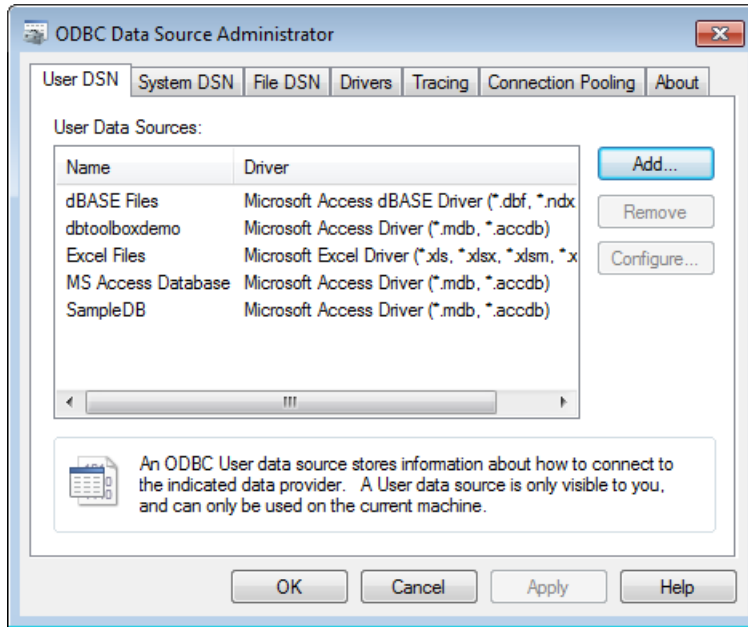 ODBC Data Source Administrator
User DSN System DSN File DSN Drivers Tracing Connection Pooling About
User Data Sources:
Name Driver
dBASE Files Microsoft Access dBASE Driver (*.dbf, *.ndx
dbtoolboxdemo Microsoft Access Driver (*.mdb, *.accdb)
Excel Files Microsoft Excel Driver (*.xls, *.xlsx, *.xlsm, *.x
MS Access Database Microsoft Access Driver (*.mdb, *.accdb)
SampleDB Microsoft Access Driver (*.mdb, *.accdb)
Add...
Remove
Configure...
An ODBC User data source stores information about how to connect to
the indicated data provider. A User data source is only visible to you,
and can only be used on the current machine.
OK Cancel Apply Help